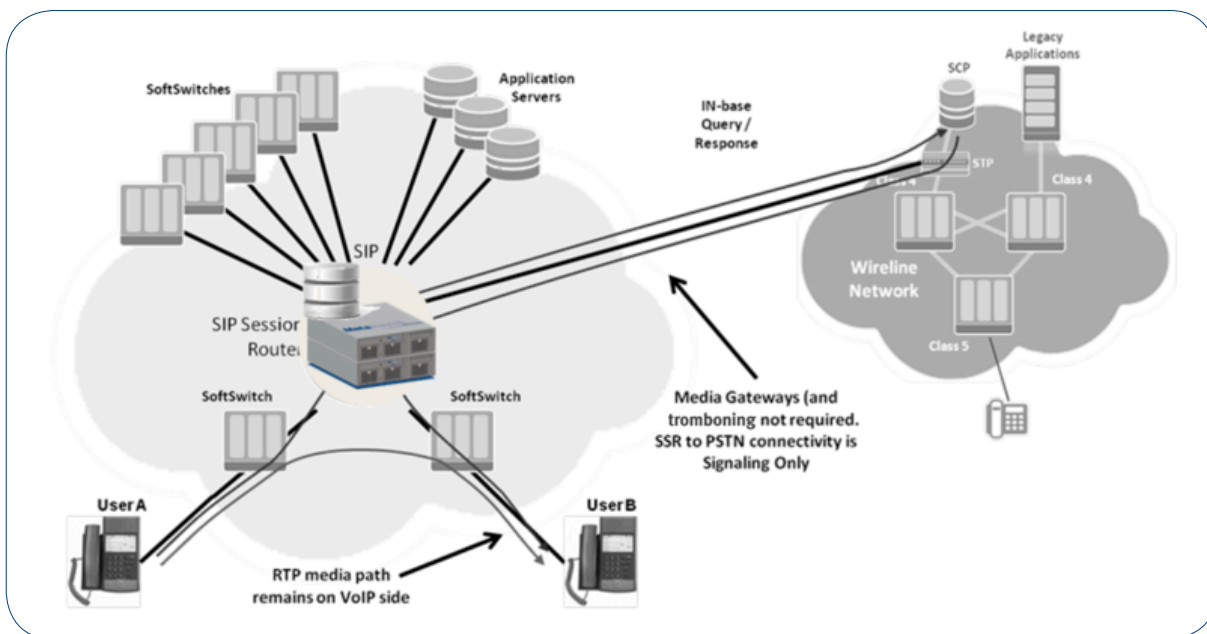 SoftSwitches
Application
Servers
SCP
Legacy
Applications
IN-base
Query /
Response
STP
Class 4
Class 4
SIP
Wireline
Network
SIP Session
Router
Class 5
SoftSwitch
SoftSwitch
Media Gateways (and
tromboning not required.
SSR to PSTN connectivity is
Signaling Only
User A
User B
RTP media path
remains on VoIP side